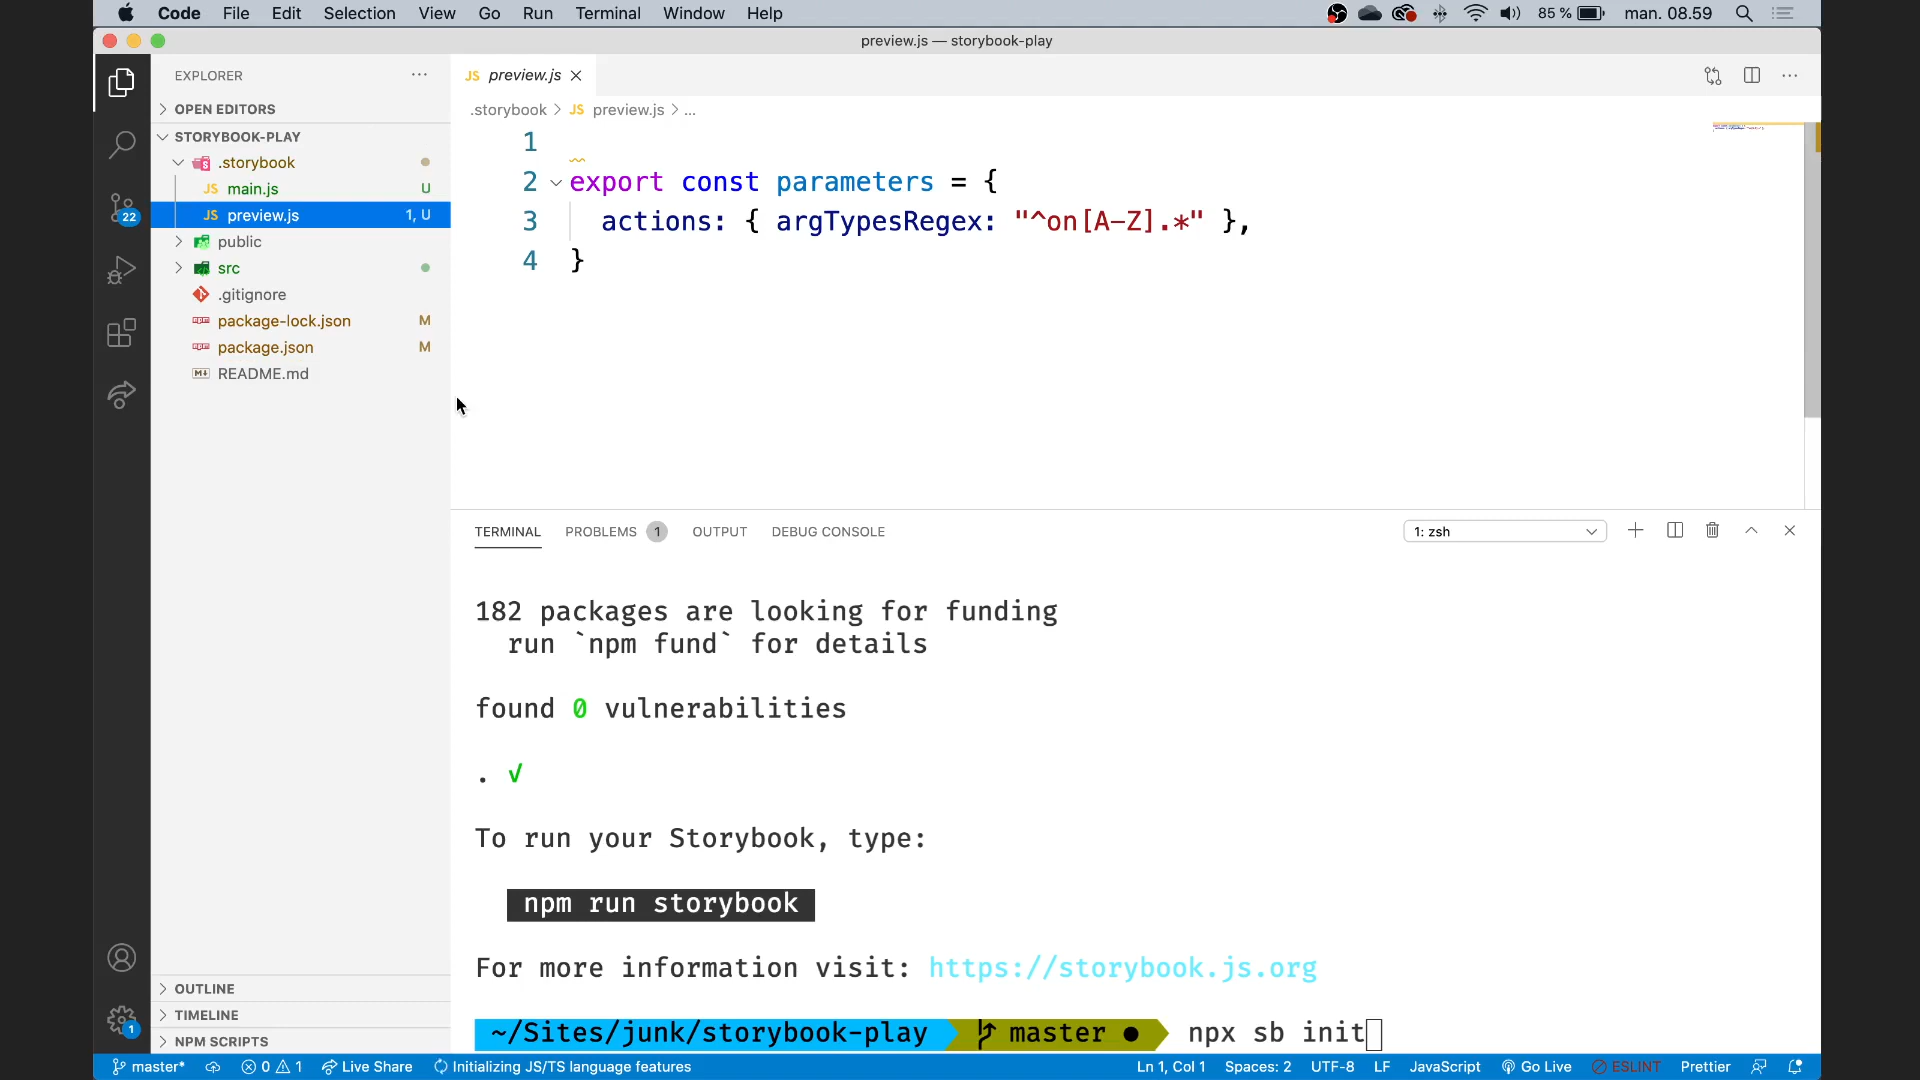 Code File Edit Selection View Go Run Terminal Window Help 85 % man. 08.59
preview.js — storybook-play
EXPLORER
OPEN EDITORS
STORYBOOK-PLAY
.storybook
main.js U
preview.js 1, U
public
src
.gitignore
package-lock.json M
package.json M
README.md
OUTLINE
TIMELINE
NPM SCRIPTS
22
1
JS preview.js
.storybook > JS preview.js > ...
1
2 export const parameters = {
3 actions: { argTypesRegex: "^on[A-Z].*" },
4 }
TERMINAL PROBLEMS 1 OUTPUT DEBUG CONSOLE 1: zsh
182 packages are looking for funding
run `npm fund` for details
found 0 vulnerabilities
. √
To run your Storybook, type:
npm run storybook
For more information visit: https://storybook.js.org
~/Sites/junk/storybook-play master ● npx sb init
master* 0 1 Live Share Initializing JS/TS language features Ln 1, Col 1 Spaces: 2 UTF-8 LF JavaScript Go Live ESLINT Prettier